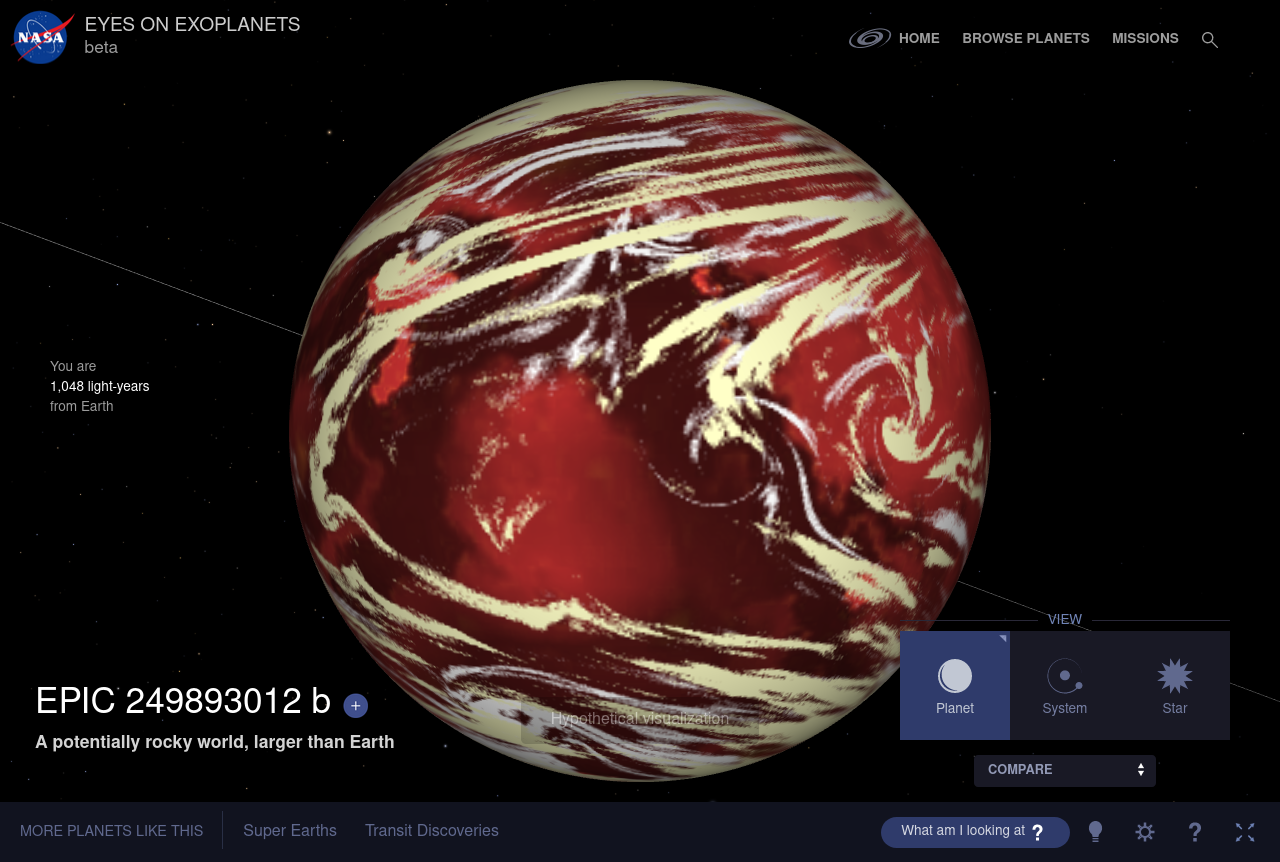 NASA
EYES ON EXOPLANETS
beta
HOME
BROWSE PLANETS
MISSIONS
You are
1,048 light-years
from Earth
VIEW
Planet
System
Star
EPIC 249893012 b +
A potentially rocky world, larger than Earth
Hypothetical visualization
COMPARE
MORE PLANETS LIKE THIS
Super Earths
Transit Discoveries
What am I looking at ?
?